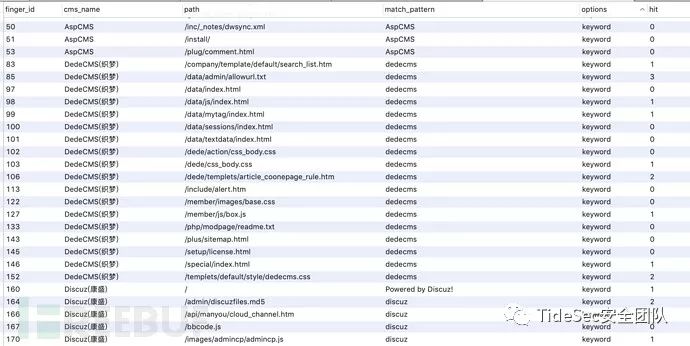 finger_id cms_name path match_pattern options hit
50 AspCMS /inc/_notes/dwsync.xml AspCMS keyword 0
51 AspCMS /install/ AspCMS keyword 0
53 AspCMS /plug/comment.html AspCMS keyword 0
83 DedeCMS(织梦) /company/template/default/search_list.htm dedecms keyword 1
85 DedeCMS(织梦) /data/admin/allowurl.txt dedecms keyword 3
97 DedeCMS(织梦) /data/index.html dedecms keyword 0
98 DedeCMS(织梦) /data/js/index.html dedecms keyword 1
99 DedeCMS(织梦) /data/mytag/index.html dedecms keyword 1
100 DedeCMS(织梦) /data/sessions/index.html dedecms keyword 0
101 DedeCMS(织梦) /data/textdata/index.html dedecms keyword 0
102 DedeCMS(织梦) /dede/action/css_body.css dedecms keyword 0
103 DedeCMS(织梦) /dede/css_body.css dedecms keyword 1
106 DedeCMS(织梦) /dede/templets/article_coonepage_rule.htm dedecms keyword 2
113 DedeCMS(织梦) /include/alert.htm dedecms keyword 0
122 DedeCMS(织梦) /member/images/base.css dedecms keyword 0
127 DedeCMS(织梦) /member/js/box.js dedecms keyword 1
133 DedeCMS(织梦) /php/modpage/readme.txt dedecms keyword 0
143 DedeCMS(织梦) /plus/sitemap.html dedecms keyword 0
145 DedeCMS(织梦) /setup/license.html dedecms keyword 0
146 DedeCMS(织梦) /special/index.html dedecms keyword 1
152 DedeCMS(织梦) /templets/default/style/dedecms.css dedecms keyword 2
160 Discuz(康盛) / Powered by Discuz! keyword 1
164 Discuz(康盛) /admin/discuzfiles.md5 discuz keyword 2
166 Discuz(康盛) /api/manyou/cloud_channel.htm discuz
167 Discuz(康盛) /bbcode.js discuz keyword 0
170 Discuz(康盛) /images/admincp/admincp.js discuz keyword 1
TideSec安全团队